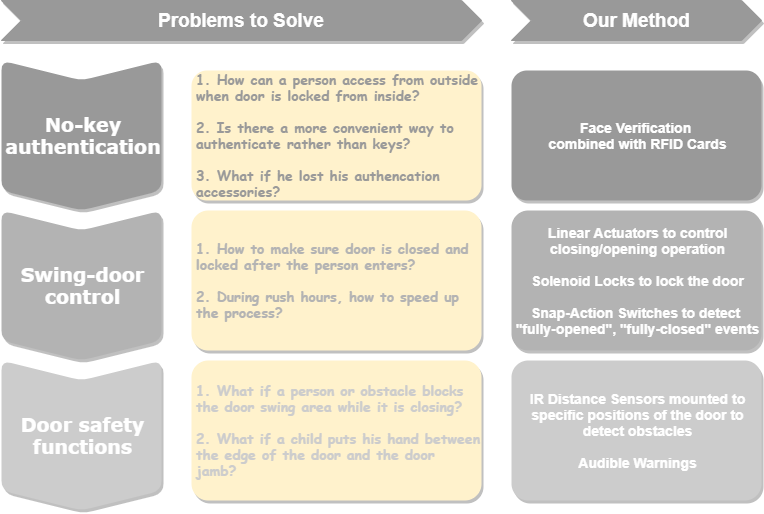 Problems to Solve
Our Method
No-key
authentication
1. How can a person access from outside
when door is locked from inside?
2. Is there a more convenient way to
authenticate rather than keys?
3. What if he lost his authencation
accessories?
Face Verification
combined with RFID Cards
Swing-door
control
1. How to make sure door is closed and
locked after the person enters?
2. During rush hours, how to speed up
the process?
Linear Actuators to control
closing/opening operation
Solenoid Locks to lock the door
Snap-Action Switches to detect
"fully-opened", "fully-closed" events
Door safety
functions
1. What if a person or obstacle blocks
the door swing area while it is closing?
2. What if a child puts his hand between
the edge of the door and the door
jamb?
IR Distance Sensors mounted to
specific positions of the door to
detect obstacles
Audible Warnings